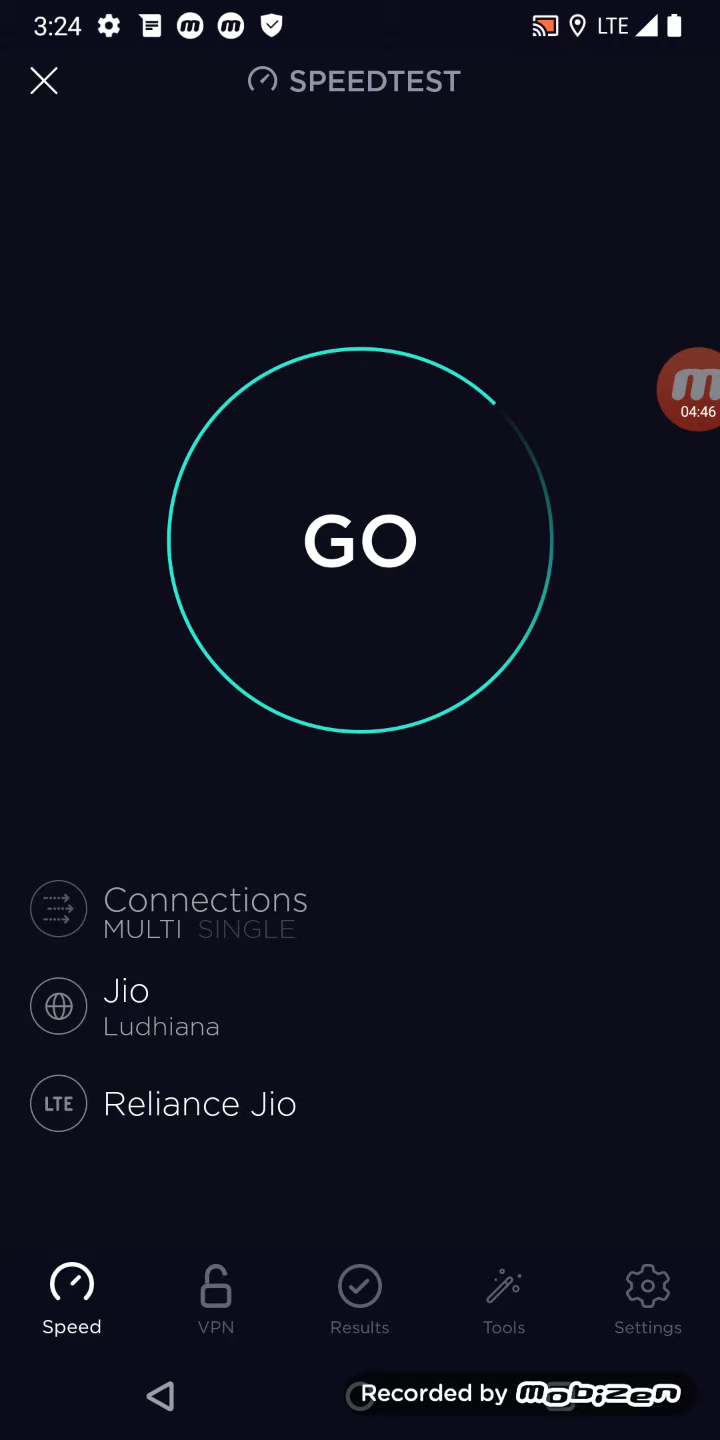 3:24
LTE
SPEEDTEST
04:46
GO
Connections
MULTI SINGLE
Jio
Ludhiana
LTE
Reliance Jio
Speed VPN Results Tools Settings
Recorded by mobizen